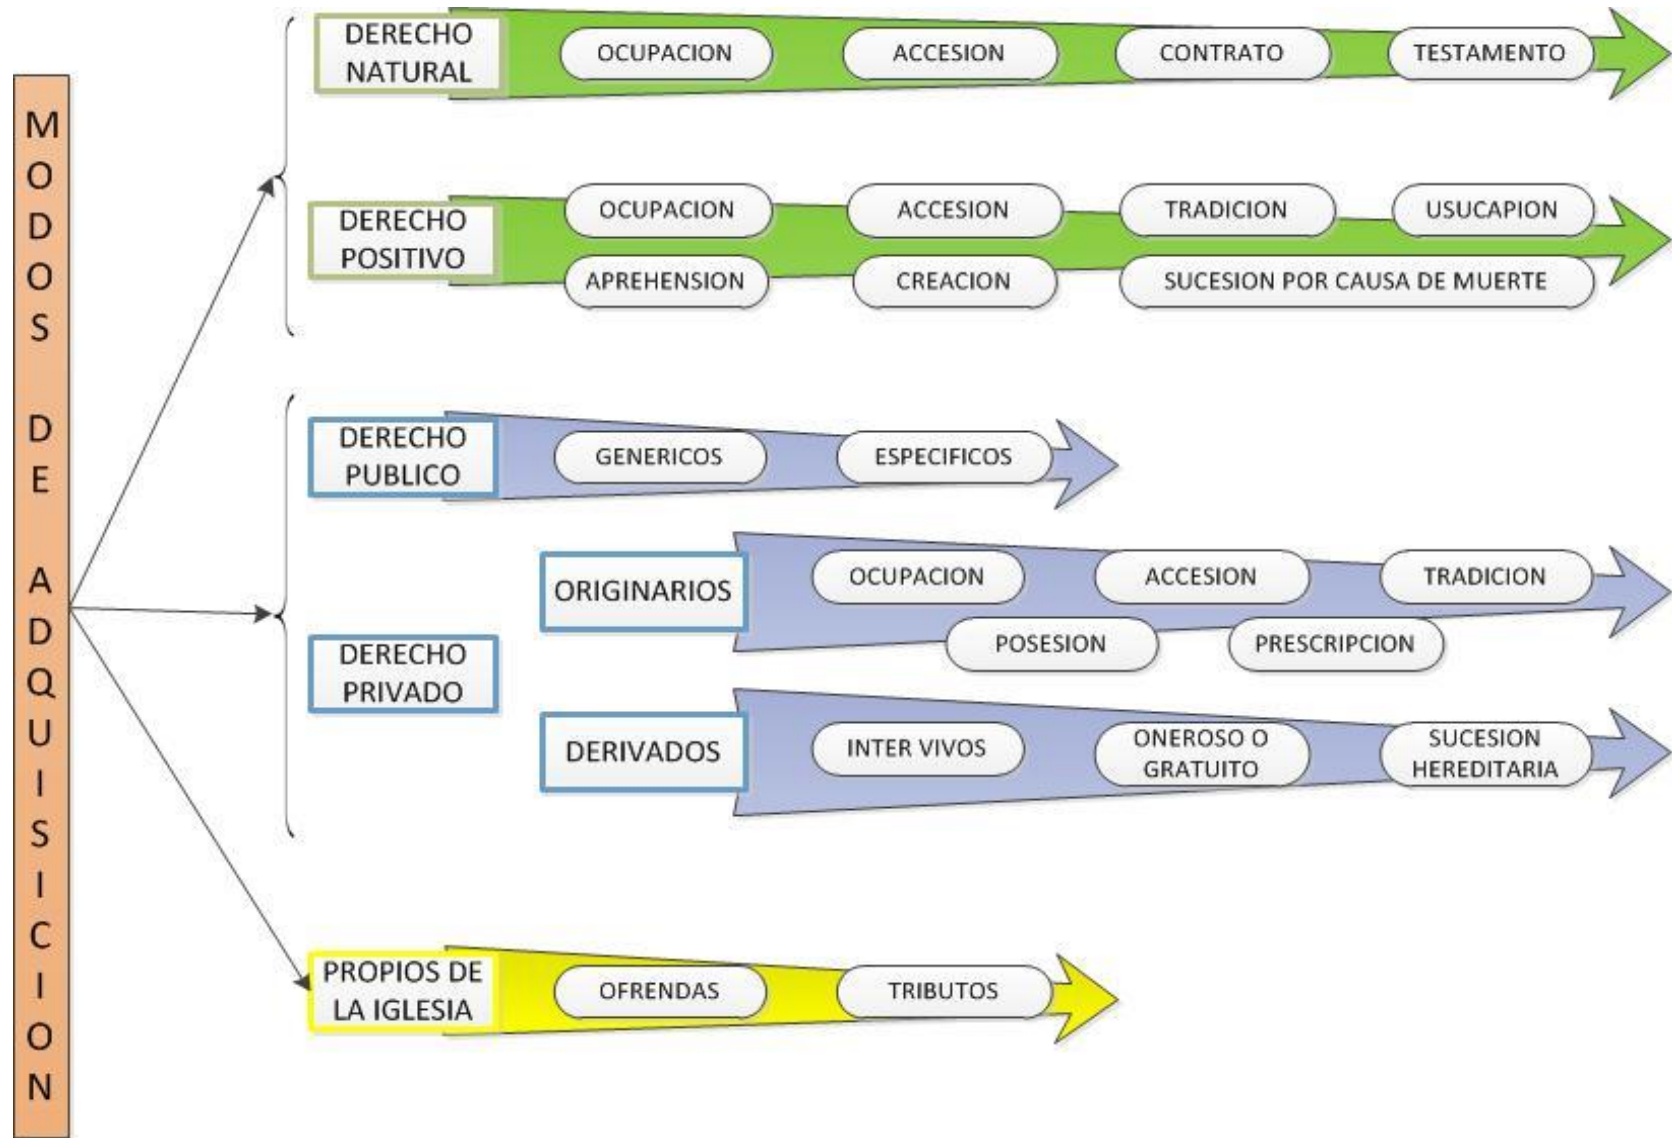 MODOS DE ADQUISICION
DERECHO
NATURAL
OCUPACION
ACCESION
CONTRATO
TESTAMENTO
DERECHO
POSITIVO
OCUPACION
ACCESION
TRADICION
USUCAPION
APREHENSION
CREACION
SUCESION POR CAUSA DE MUERTE
DERECHO
PUBLICO
GENERICOS
ESPECIFICOS
DERECHO
PRIVADO
ORIGINARIOS
OCUPACION
ACCESION
TRADICION
POSESION
PRESCRIPCION
DERIVADOS
INTER VIVOS
ONEROSO O
GRATUITO
SUCESION
HEREDITARIA
PROPIOS DE
LA IGLESIA
OFRENDAS
TRIBUTOS